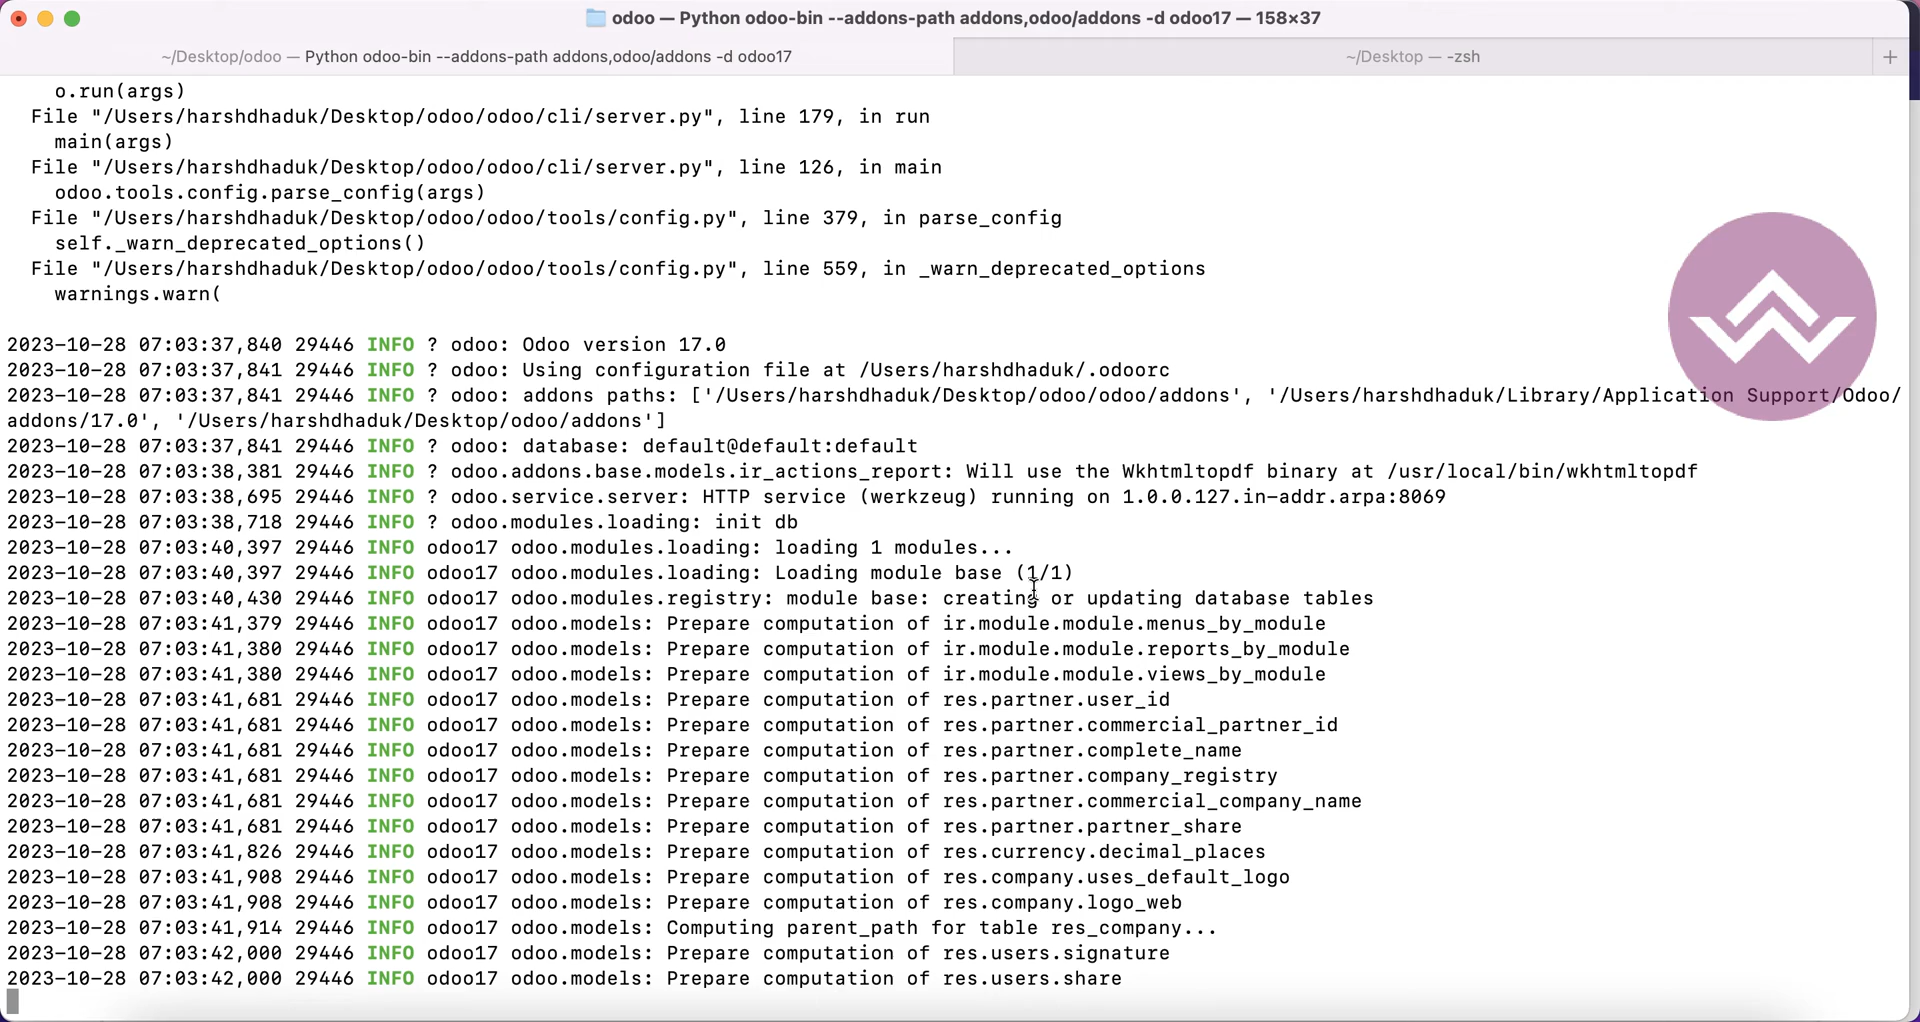 odoo — Python odoo-bin --addons-path addons,odoo/addons -d odoo17 — 158×37
~/Desktop/odoo — Python odoo-bin --addons-path addons,odoo/addons -d odoo17
~/Desktop — -zsh
+
    o.run(args)
  File "/Users/harshdhaduk/Desktop/odoo/odoo/cli/server.py", line 179, in run
    main(args)
  File "/Users/harshdhaduk/Desktop/odoo/odoo/cli/server.py", line 126, in main
    odoo.tools.config.parse_config(args)
  File "/Users/harshdhaduk/Desktop/odoo/odoo/tools/config.py", line 379, in parse_config
    self._warn_deprecated_options()
  File "/Users/harshdhaduk/Desktop/odoo/odoo/tools/config.py", line 559, in _warn_deprecated_options
    warnings.warn(
2023-10-28 07:03:37,840 29446 INFO ? odoo: Odoo version 17.0
2023-10-28 07:03:37,841 29446 INFO ? odoo: Using configuration file at /Users/harshdhaduk/.odoorc
2023-10-28 07:03:37,841 29446 INFO ? odoo: addons paths: ['/Users/harshdhaduk/Desktop/odoo/odoo/addons', '/Users/harshdhaduk/Library/Application Support/Odoo/
addons/17.0', '/Users/harshdhaduk/Desktop/odoo/addons']
2023-10-28 07:03:37,841 29446 INFO ? odoo: database: default@default:default
2023-10-28 07:03:38,381 29446 INFO ? odoo.addons.base.models.ir_actions_report: Will use the Wkhtmltopdf binary at /usr/local/bin/wkhtmltopdf
2023-10-28 07:03:38,695 29446 INFO ? odoo.service.server: HTTP service (werkzeug) running on 1.0.0.127.in-addr.arpa:8069
2023-10-28 07:03:38,718 29446 INFO ? odoo.modules.loading: init db
2023-10-28 07:03:40,397 29446 INFO odoo17 odoo.modules.loading: loading 1 modules...
2023-10-28 07:03:40,397 29446 INFO odoo17 odoo.modules.loading: Loading module base (1/1)
2023-10-28 07:03:40,430 29446 INFO odoo17 odoo.modules.registry: module base: creating or updating database tables
2023-10-28 07:03:41,379 29446 INFO odoo17 odoo.models: Prepare computation of ir.module.module.menus_by_module
2023-10-28 07:03:41,380 29446 INFO odoo17 odoo.models: Prepare computation of ir.module.module.reports_by_module
2023-10-28 07:03:41,380 29446 INFO odoo17 odoo.models: Prepare computation of ir.module.module.views_by_module
2023-10-28 07:03:41,681 29446 INFO odoo17 odoo.models: Prepare computation of res.partner.user_id
2023-10-28 07:03:41,681 29446 INFO odoo17 odoo.models: Prepare computation of res.partner.commercial_partner_id
2023-10-28 07:03:41,681 29446 INFO odoo17 odoo.models: Prepare computation of res.partner.complete_name
2023-10-28 07:03:41,681 29446 INFO odoo17 odoo.models: Prepare computation of res.partner.company_registry
2023-10-28 07:03:41,681 29446 INFO odoo17 odoo.models: Prepare computation of res.partner.commercial_company_name
2023-10-28 07:03:41,681 29446 INFO odoo17 odoo.models: Prepare computation of res.partner.partner_share
2023-10-28 07:03:41,826 29446 INFO odoo17 odoo.models: Prepare computation of res.currency.decimal_places
2023-10-28 07:03:41,908 29446 INFO odoo17 odoo.models: Prepare computation of res.company.uses_default_logo
2023-10-28 07:03:41,908 29446 INFO odoo17 odoo.models: Prepare computation of res.company.logo_web
2023-10-28 07:03:41,914 29446 INFO odoo17 odoo.models: Computing parent_path for table res_company...
2023-10-28 07:03:42,000 29446 INFO odoo17 odoo.models: Prepare computation of res.users.signature
2023-10-28 07:03:42,000 29446 INFO odoo17 odoo.models: Prepare computation of res.users.share